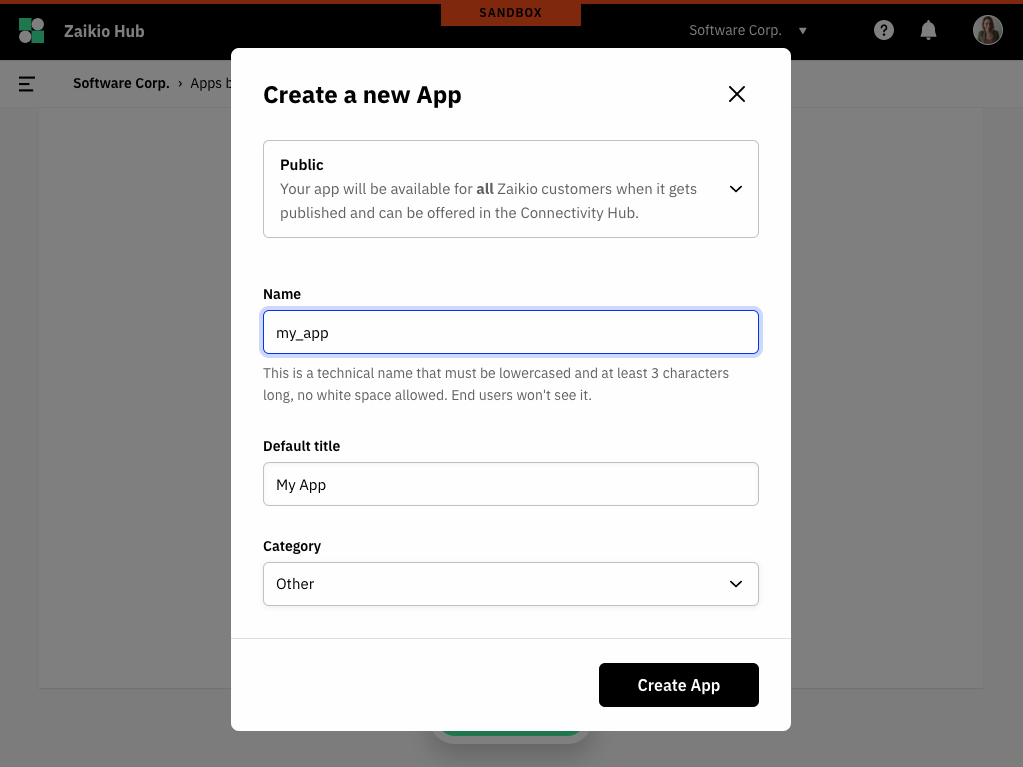 SANDBOX
Zaikio Hub
Software Corp. ▼
?
Software Corp. › Apps b
Create a new App
Public
Your app will be available for all Zaikio customers when it gets
published and can be offered in the Connectivity Hub.
Name
my_app
This is a technical name that must be lowercased and at least 3 characters
long, no white space allowed. End users won't see it.
Default title
My App
Category
Other
Create App